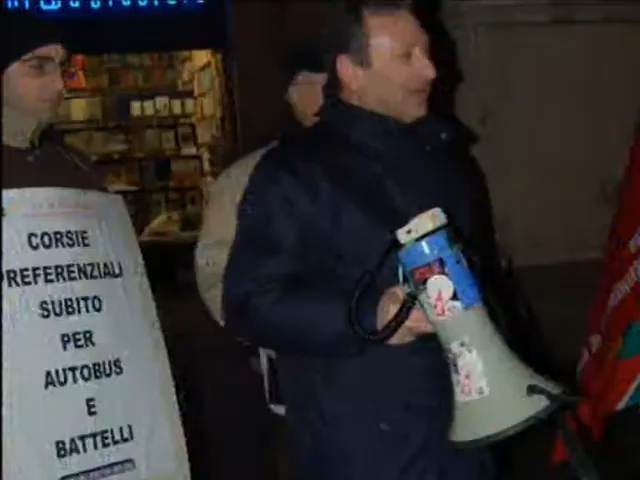 CORSIE
PREFERENZIALI
SUBITO
PER
AUTOBUS
E
BATTELLI